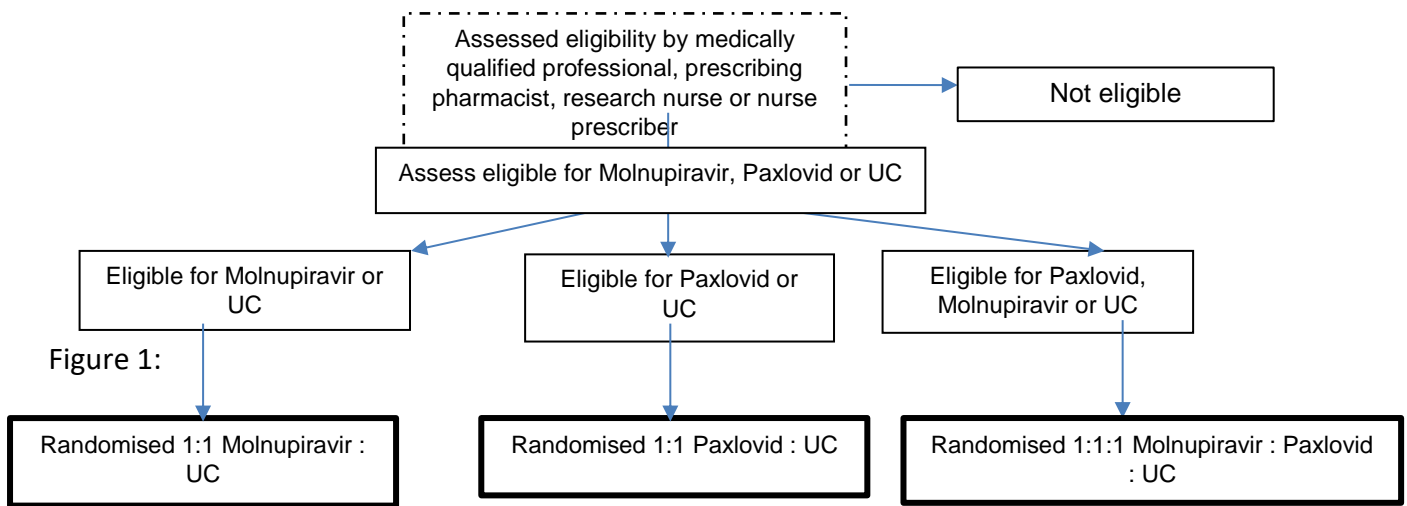 Assessed eligibility by medically
qualified professional, prescribing
pharmacist, research nurse or nurse
prescriber
Not eligible
Assess eligible for Molnupiravir, Paxlovid or UC
Eligible for Molnupiravir or
UC
Eligible for Paxlovid or
UC
Eligible for Paxlovid,
Molnupiravir or UC
Figure 1:
Randomised 1:1 Molnupiravir :
UC
Randomised 1:1 Paxlovid : UC
Randomised 1:1:1 Molnupiravir : Paxlovid
: UC